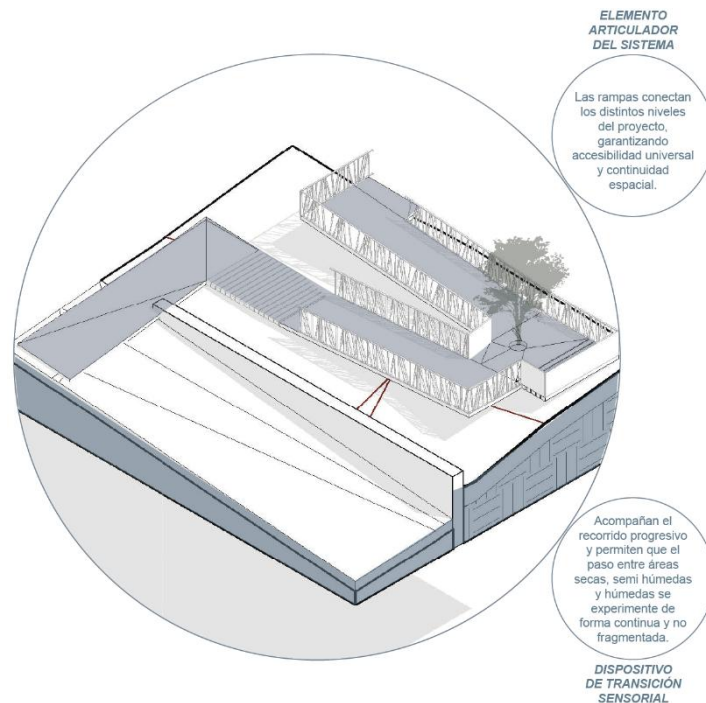 ELEMENTO
ARTICULADOR
DEL SISTEMA
Las rampas conectan
los distintos niveles
del proyecto,
garantizando
accesibilidad universal
y continuidad
espacial.
Acompañan el
recorrido progresivo
y permiten que el
paso entre áreas
secas, semi húmedas
y húmedas se
experimente de
forma continua y no
fragmentada.
DISPOSITIVO
DE TRANSICIÓN
SENSORIAL